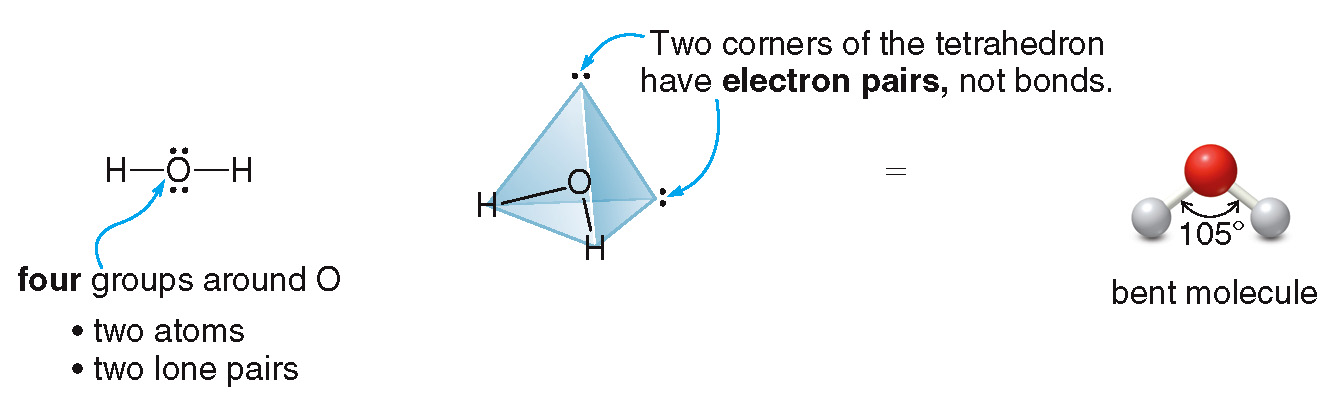 Two corners of the tetrahedron
have electron pairs, not bonds.
H—Ö—H
four groups around O
• two atoms
• two lone pairs
:
O
:
H
H
=
105°
bent molecule